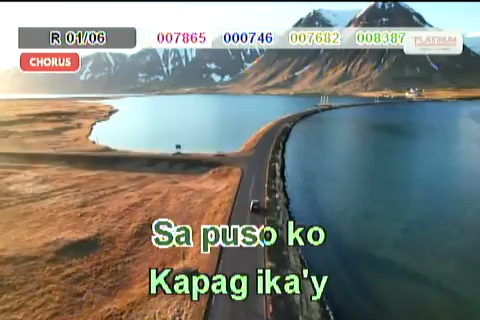 R 01/06 007865 000746 007682 008387
PLATINUM
CHORUS
Sa puso ko
Kapag ika'y